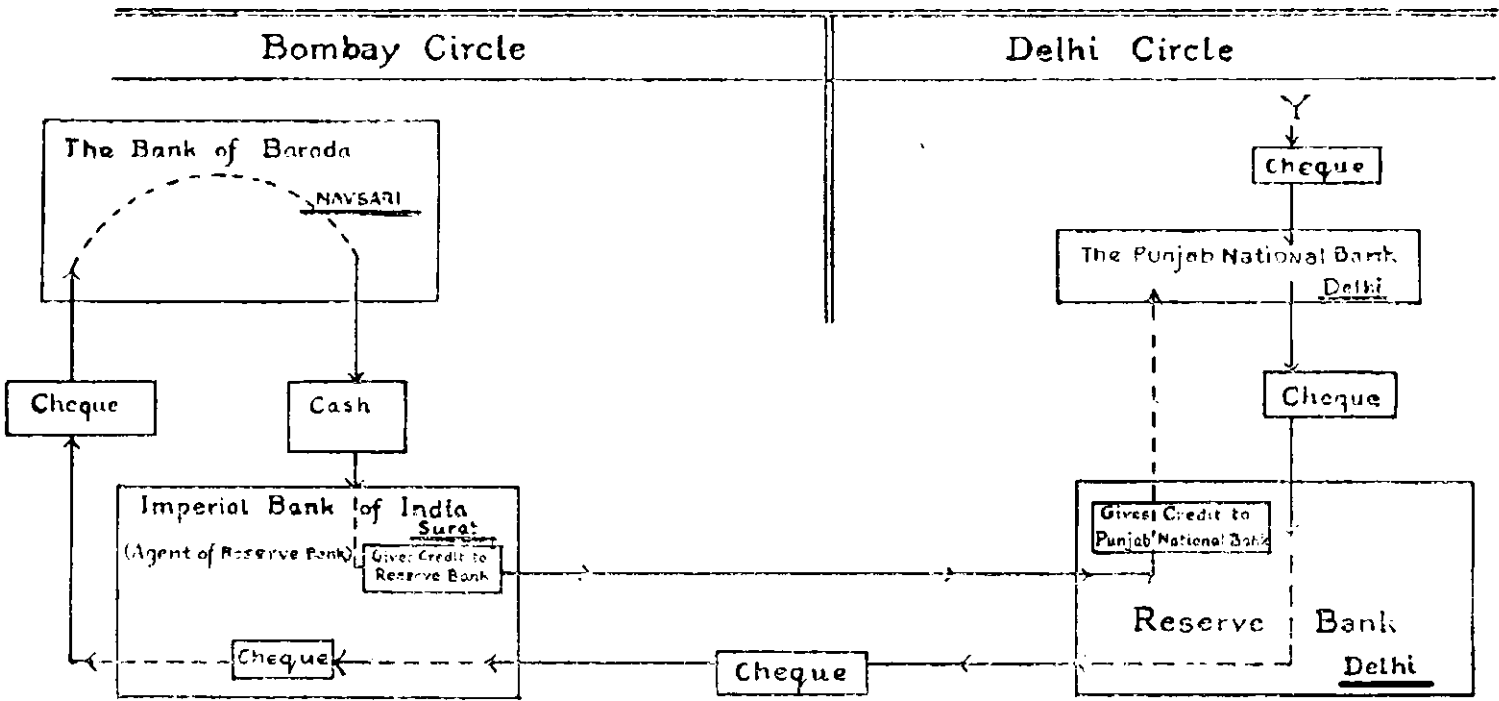 Bombay Circle
Delhi Circle
The Bank of Baroda
NAVSARI
Y
Cheque
The Punjab National Bank
Delhi
Cheque
Cash
Cheque
Imperial Bank of India
Surat
(Agent of Reserve Bank)
Gives Credit to
Reserve Bank
Gives Credit to
Punjab National Bank
Reserve Bank
Delhi
Cheque
Cheque